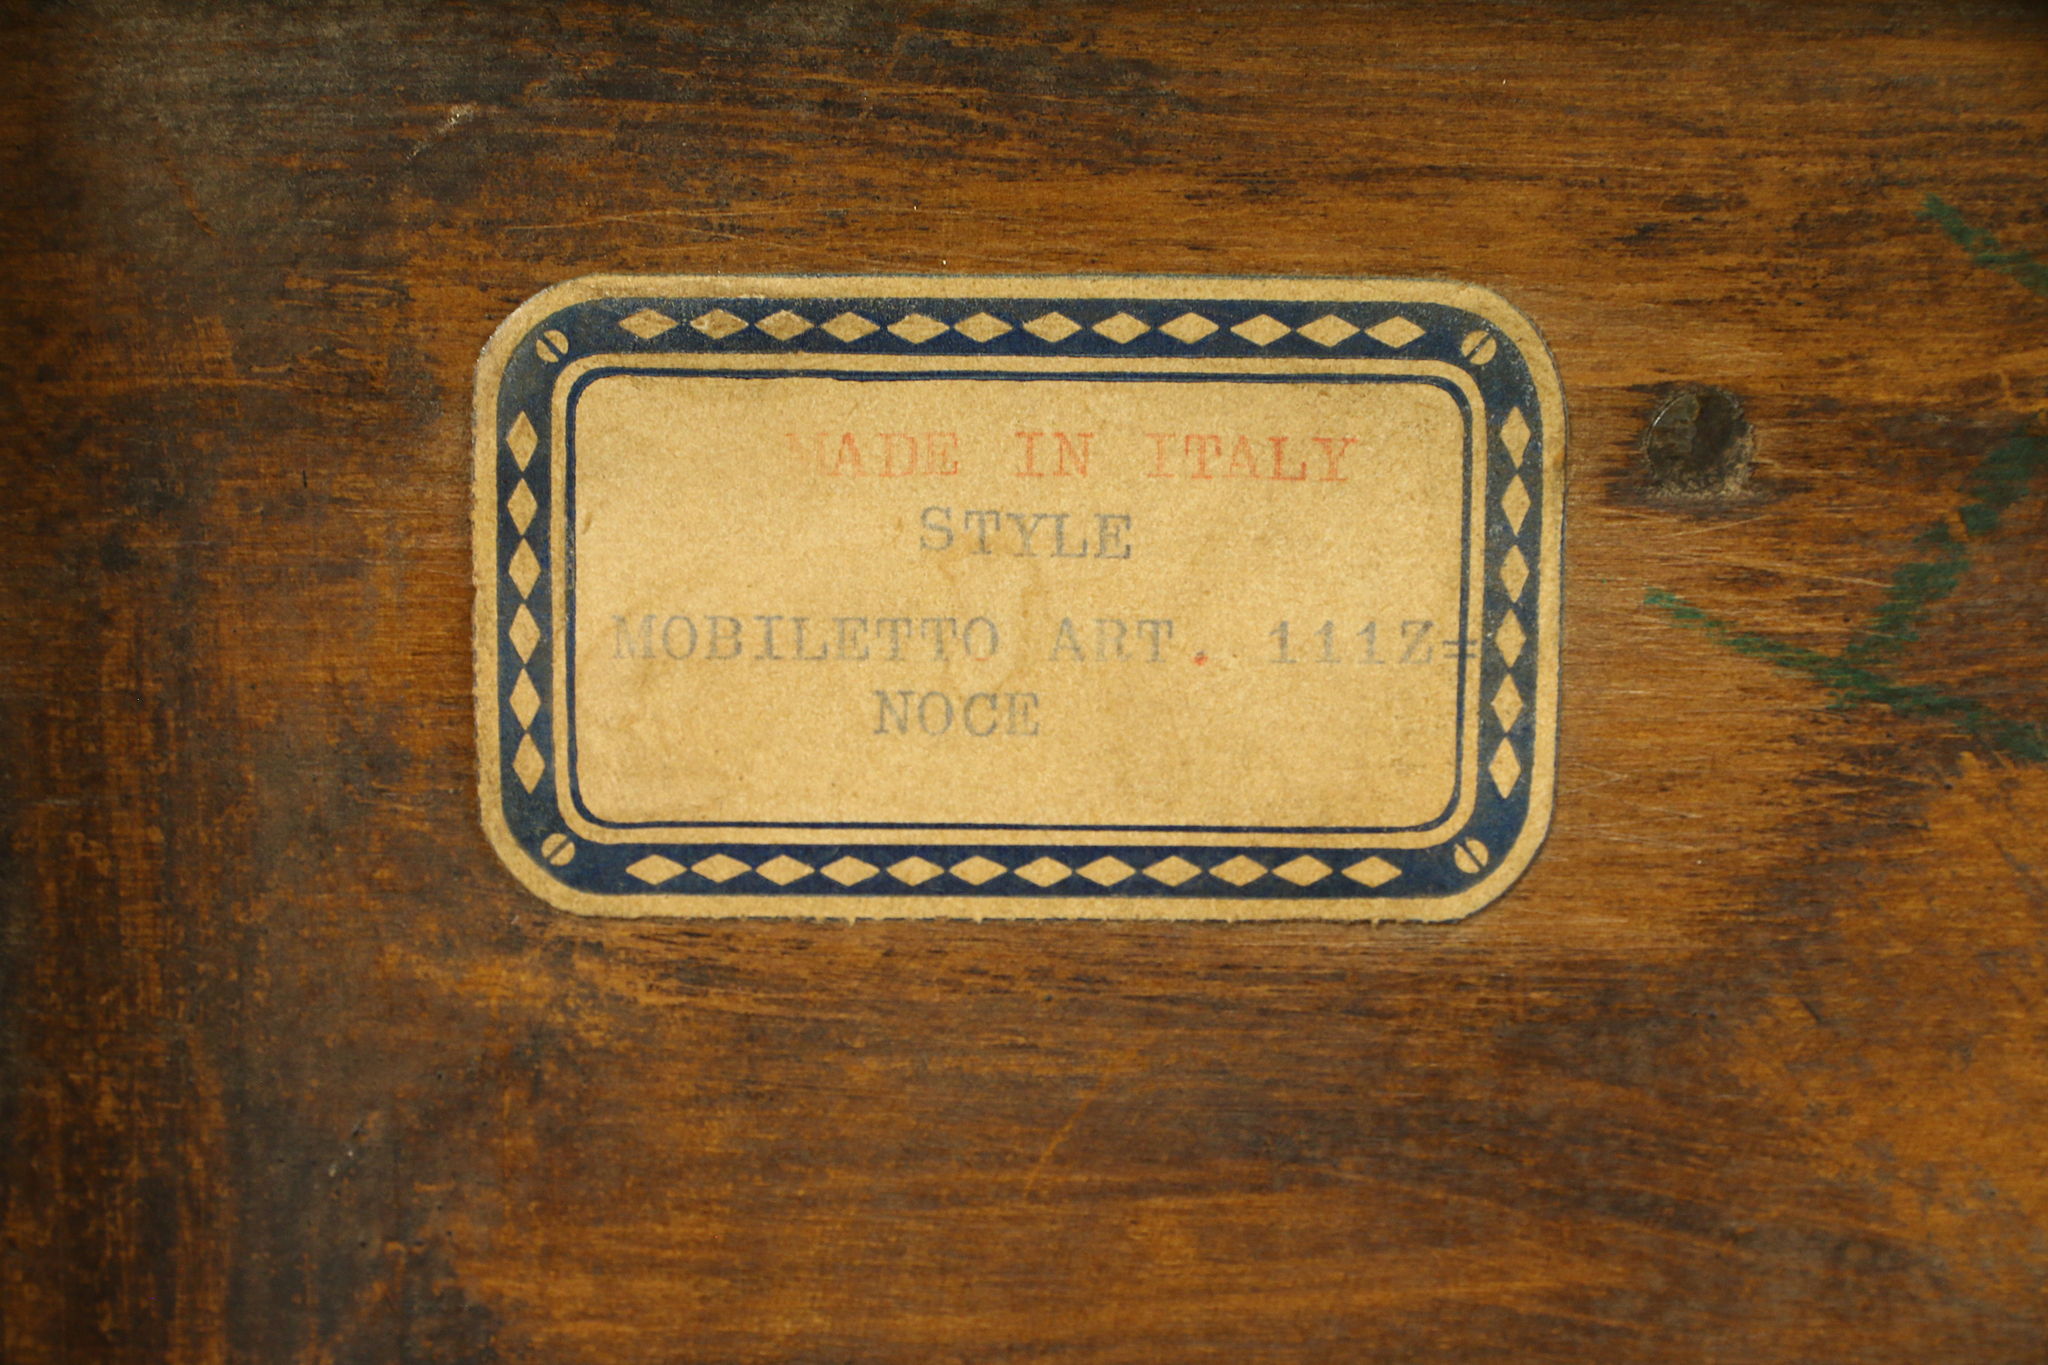 MADE IN ITALY
STYLE
MOBILETTO ART. 111Z=
NOCE